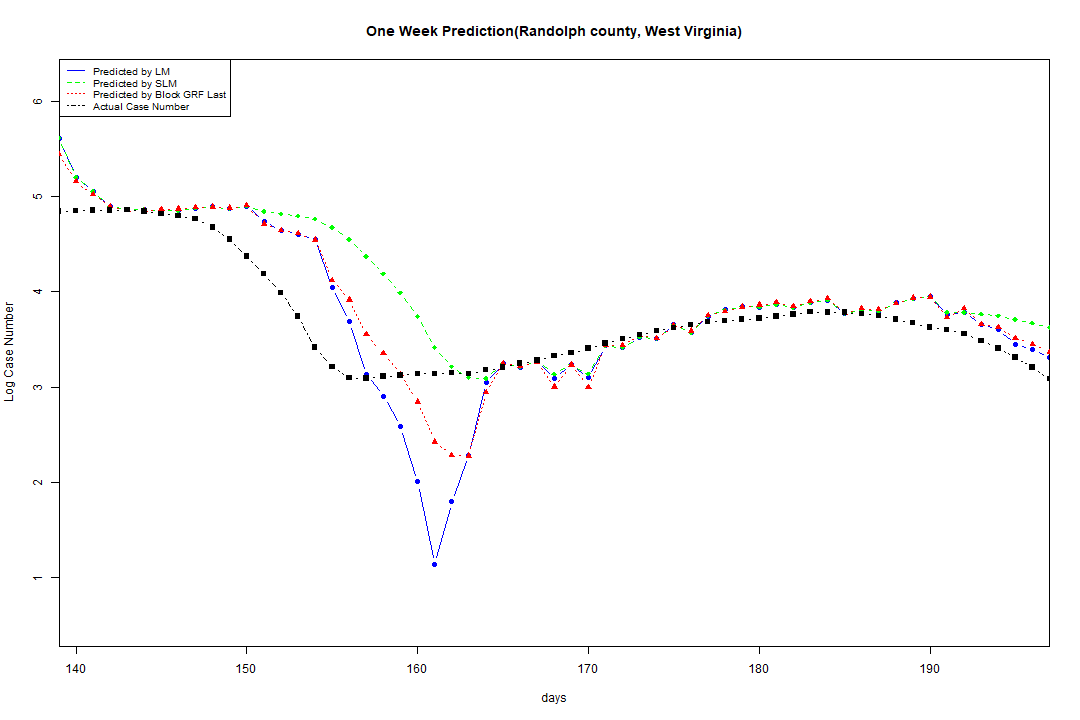 One Week Prediction(Randolph county, West Virginia)
Predicted by LM
Predicted by SLM
Predicted by Block GRF Last
Actual Case Number
6
5
4
3
2
1
Log Case Number
140 150 160 170 180 190
days